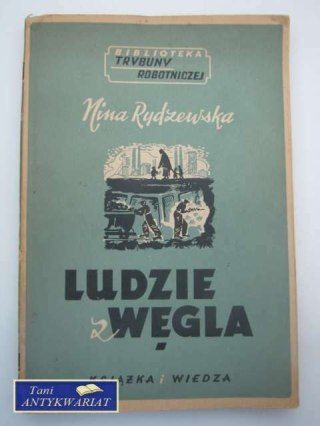 BIBLIOTEKA
TRYBUNY
ROBOTNICZEJ
Nina Rydzewska
LUDZIE
z WĘGLA
KSIĄŻKA i WIEDZA
Tani
ANTYKWARIAT